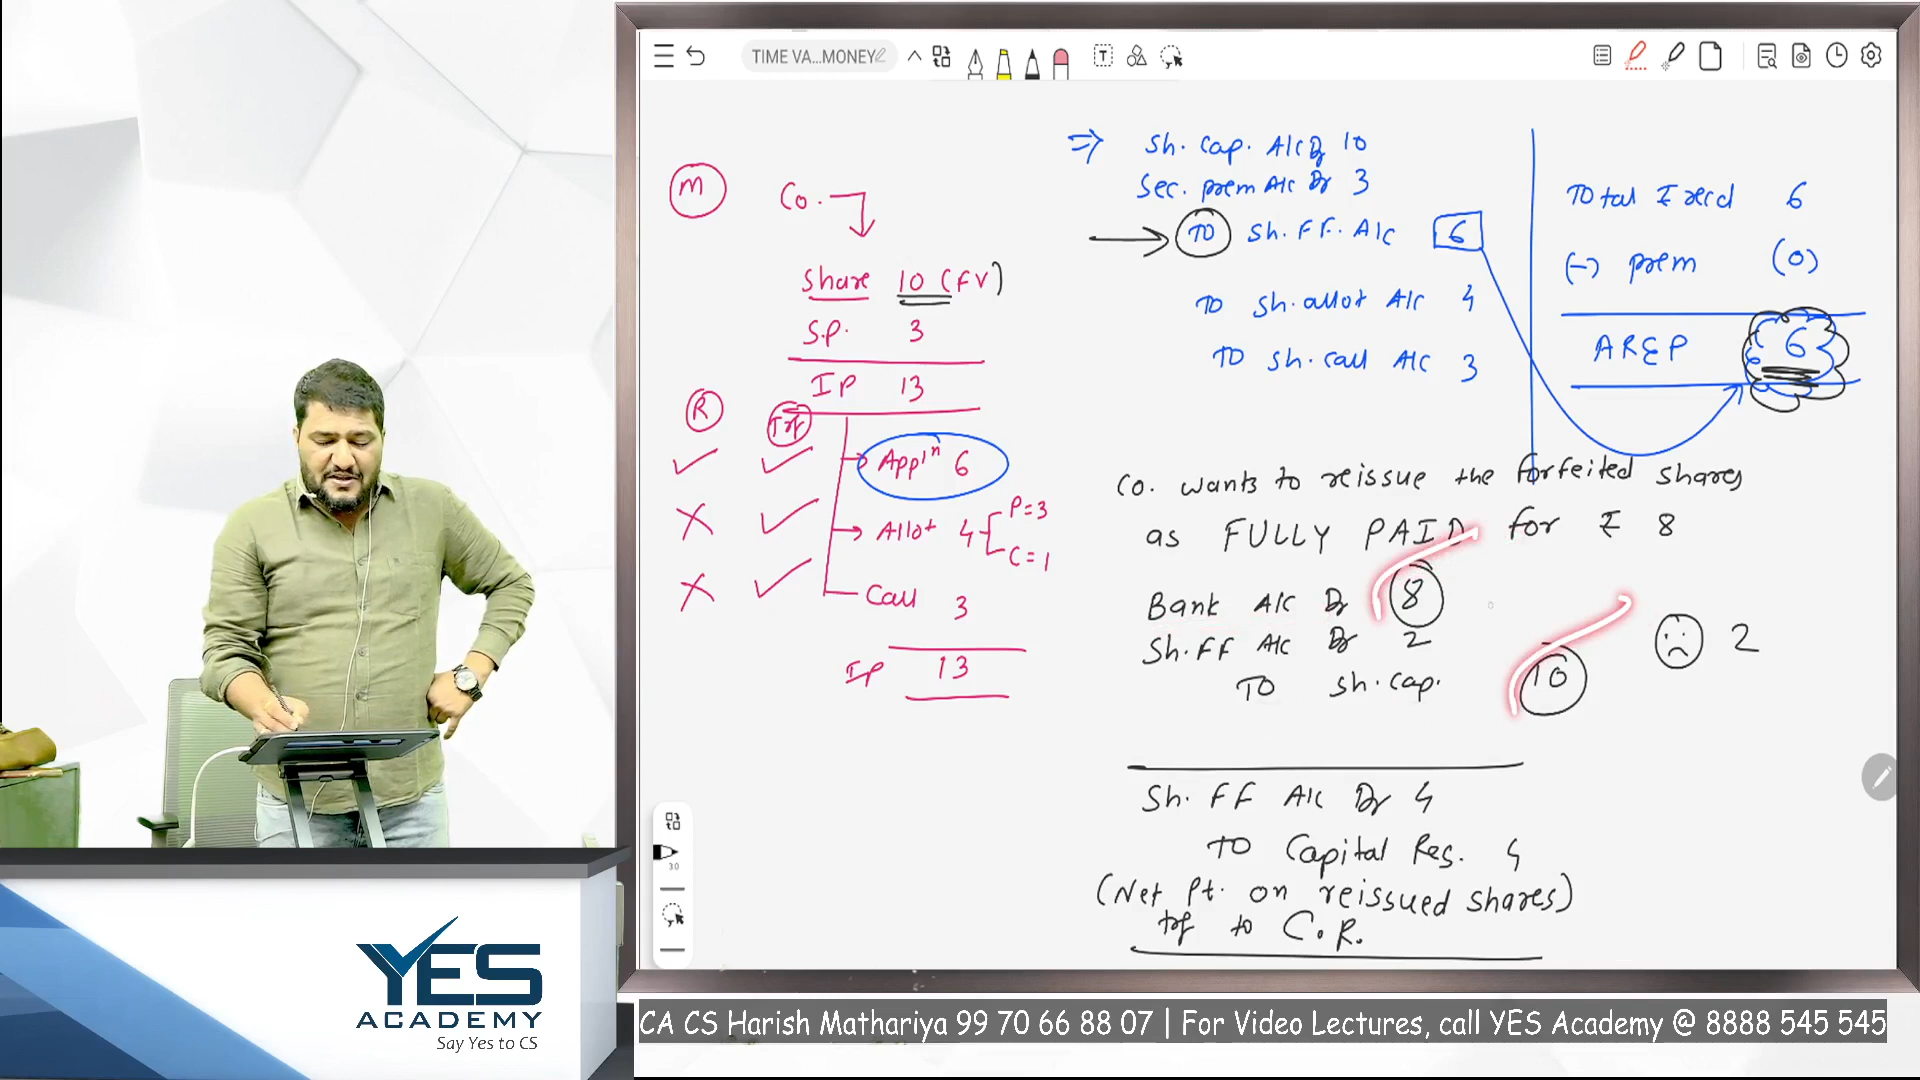 TIME VA...MONEY
M
Co.
Share 10 (FV)
S.P. 3
IP 13
R Trf
Appln 6
Allot 4 P=3
C=1
Call 3
IP 13
⇒ Sh. Cap. A/c Dr 10
Sec. prem A/c Dr 3
TO Sh. FF. A/c 6
TO Sh. allot A/c 4
TO Sh. call A/c 3
Total ₹ recd 6
(-) prem (0)
AREP 6
Co. wants to reissue the forfeited shares
as FULLY PAID for ₹ 8
Bank A/c Dr 8
Sh. FF A/c Dr 2
TO Sh. cap. 10
2
Sh. FF A/c Dr 4
TO Capital Res. 4
(Net Pt. on reissued shares)
trf to C.R.
30
YES
ACADEMY
Say Yes to CS
CA CS Harish Mathariya 99 70 66 88 07 | For Video Lectures, call YES Academy @ 8888 545 545